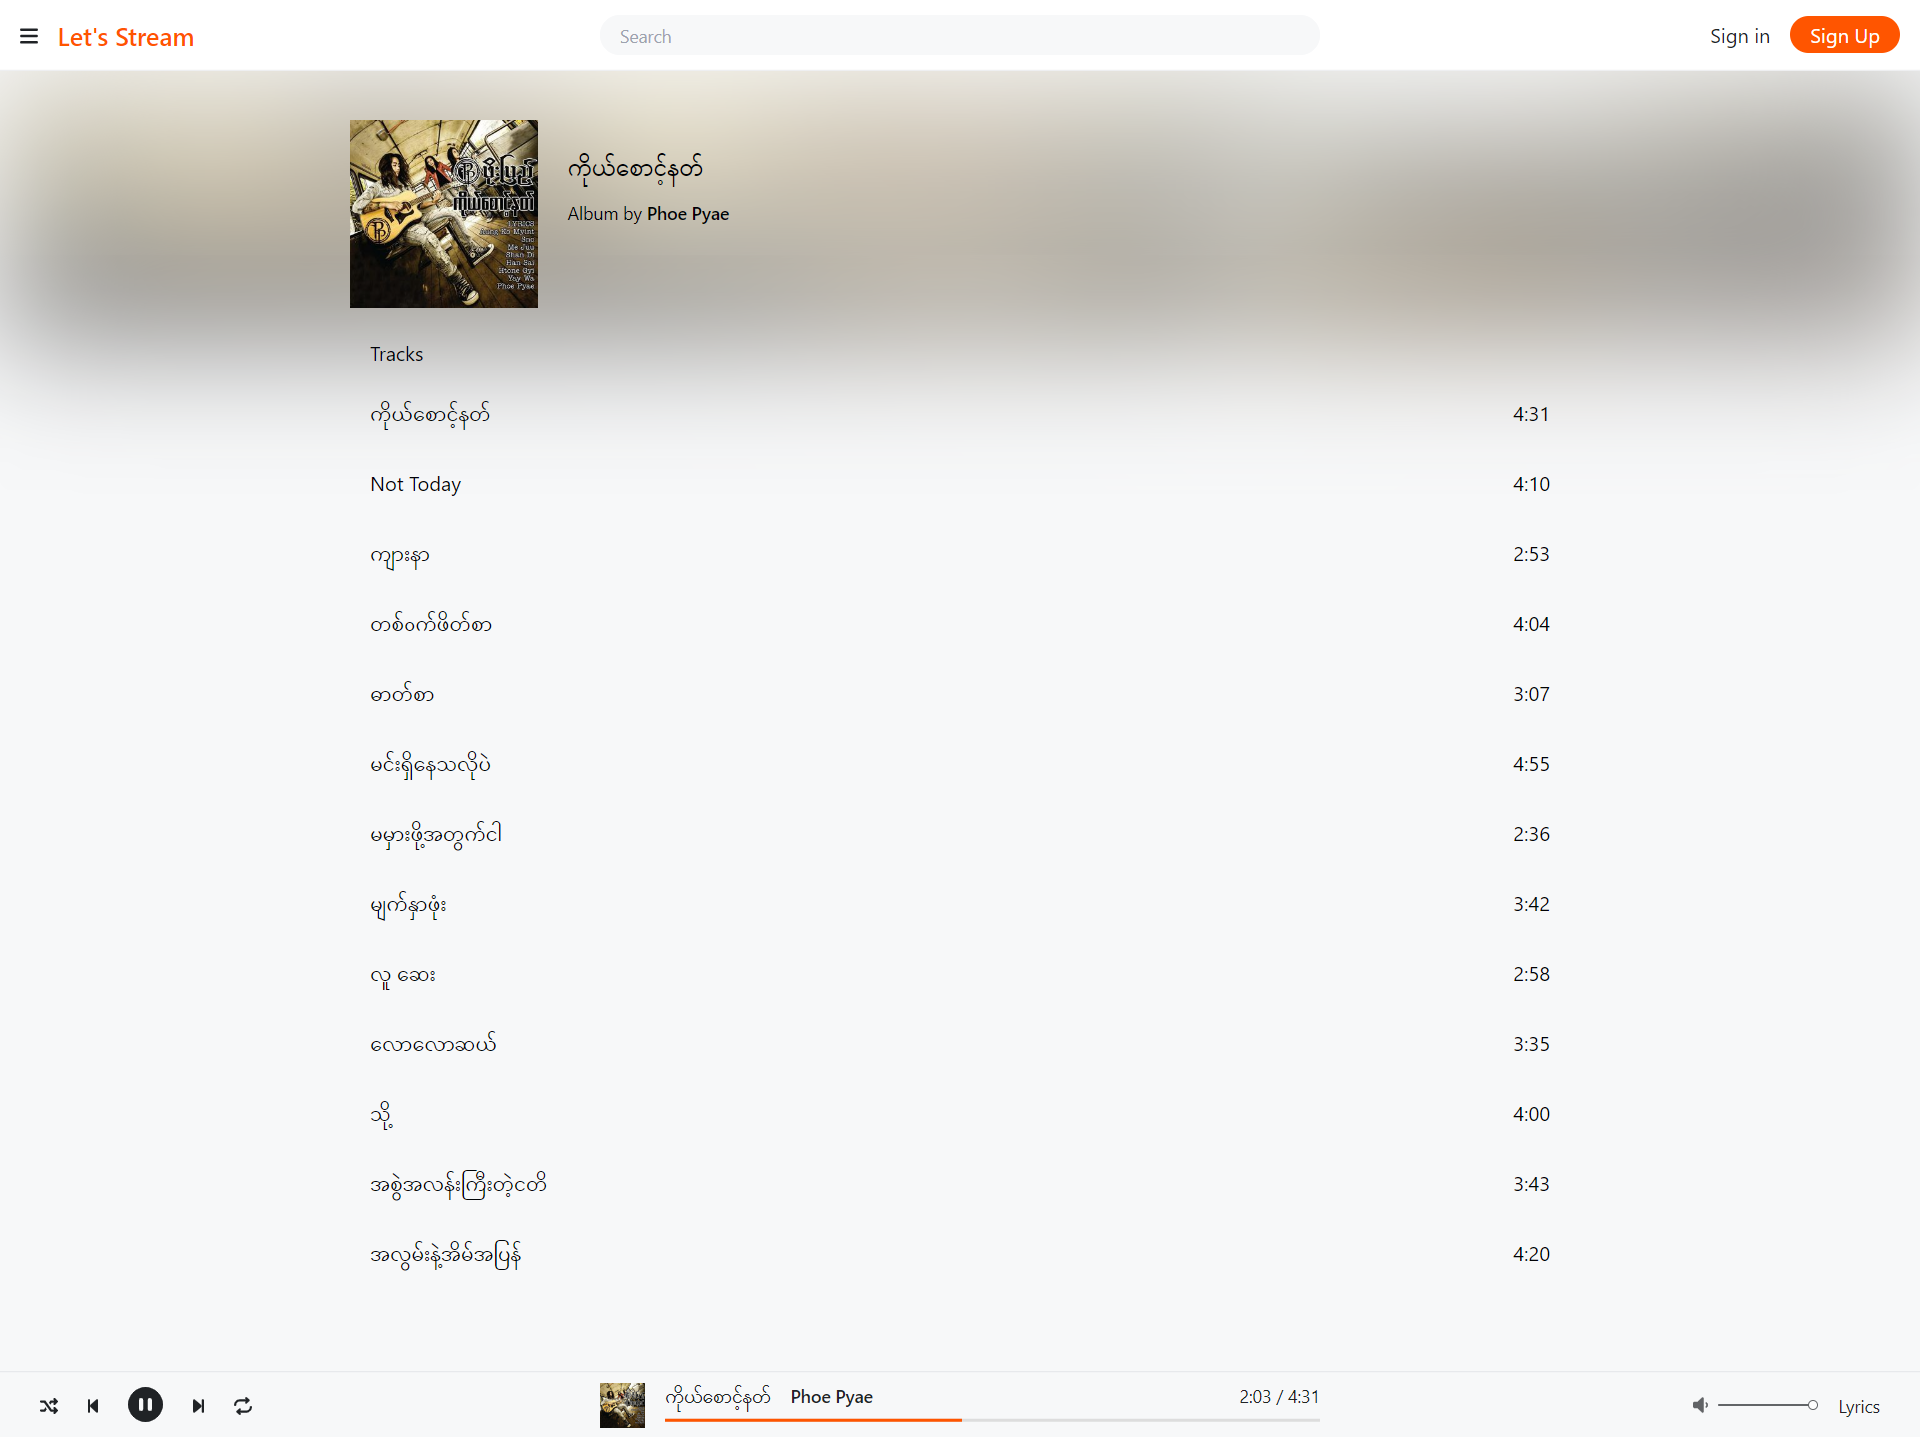 Let's Stream
Search
Sign in
Sign Up
ဖိုးပြည့်
ကိုယ်စောင့်နတ်
LYRICS
Aung Ko Myint
Sno
Me Juu
Shan Di
Han Sai
Htone Gyi
Yay Wa
Phoe Pyae
ကိုယ်စောင့်နတ်
Album by Phoe Pyae
Tracks
ကိုယ်စောင့်နတ် 4:31
Not Today 4:10
ကျားနာ 2:53
တစ်ဝက်ဖိတ်စာ 4:04
ဓာတ်စာ 3:07
မင်းရှိနေသလိုပဲ 4:55
မမှားဖို့အတွက်ငါ 2:36
မျက်နှာဖုံး 3:42
လူ ဆေး 2:58
လောလောဆယ် 3:35
သို့ 4:00
အစွဲအလန်းကြီးတဲ့ငတိ 3:43
အလွမ်းနဲ့အိမ်အပြန် 4:20
ကိုယ်စောင့်နတ် Phoe Pyae 2:03 / 4:31
Lyrics